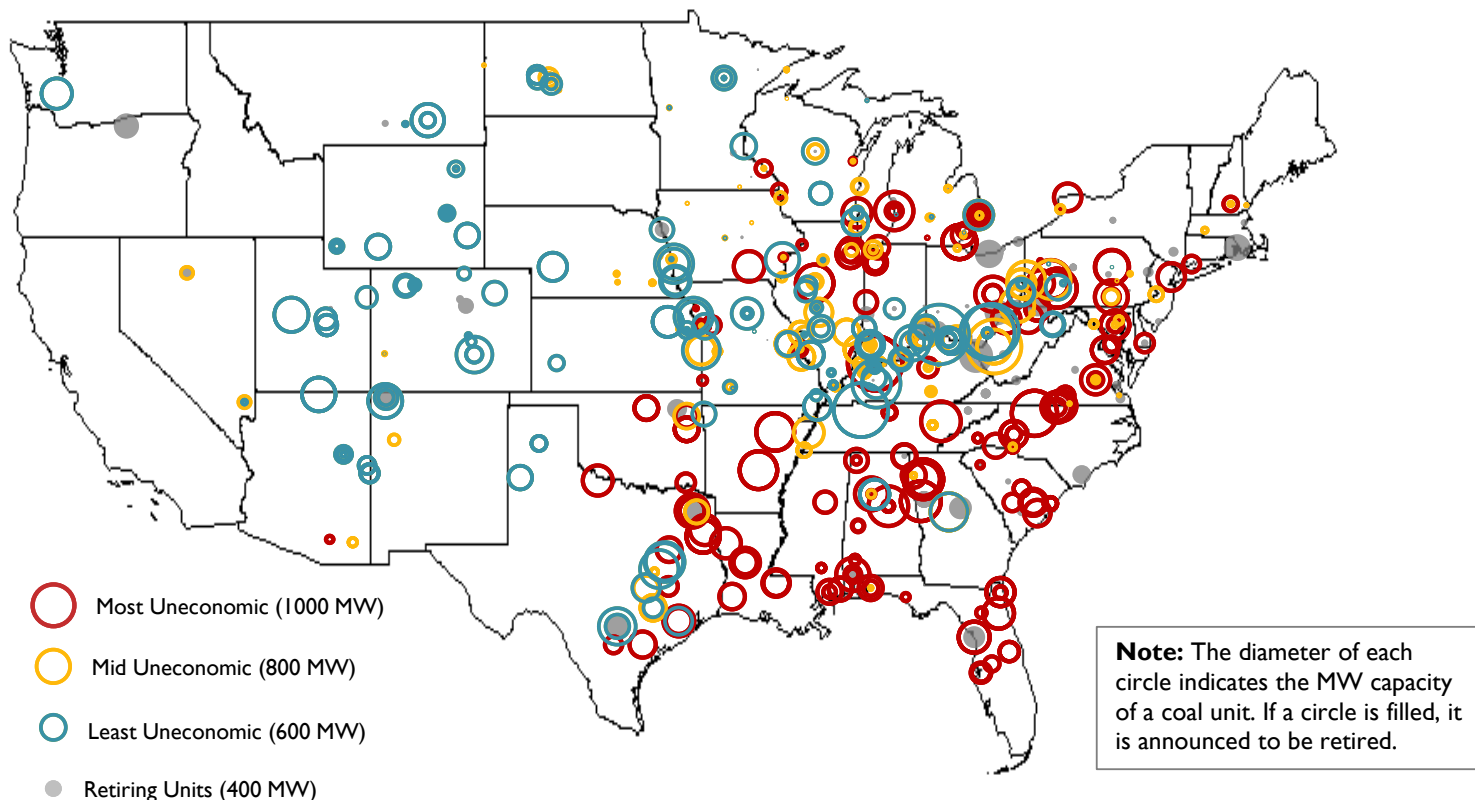 Most Uneconomic (1000 MW)
Mid Uneconomic (800 MW)
Least Uneconomic (600 MW)
Retiring Units (400 MW)
Note: The diameter of each
circle indicates the MW capacity
of a coal unit. If a circle is filled, it
is announced to be retired.